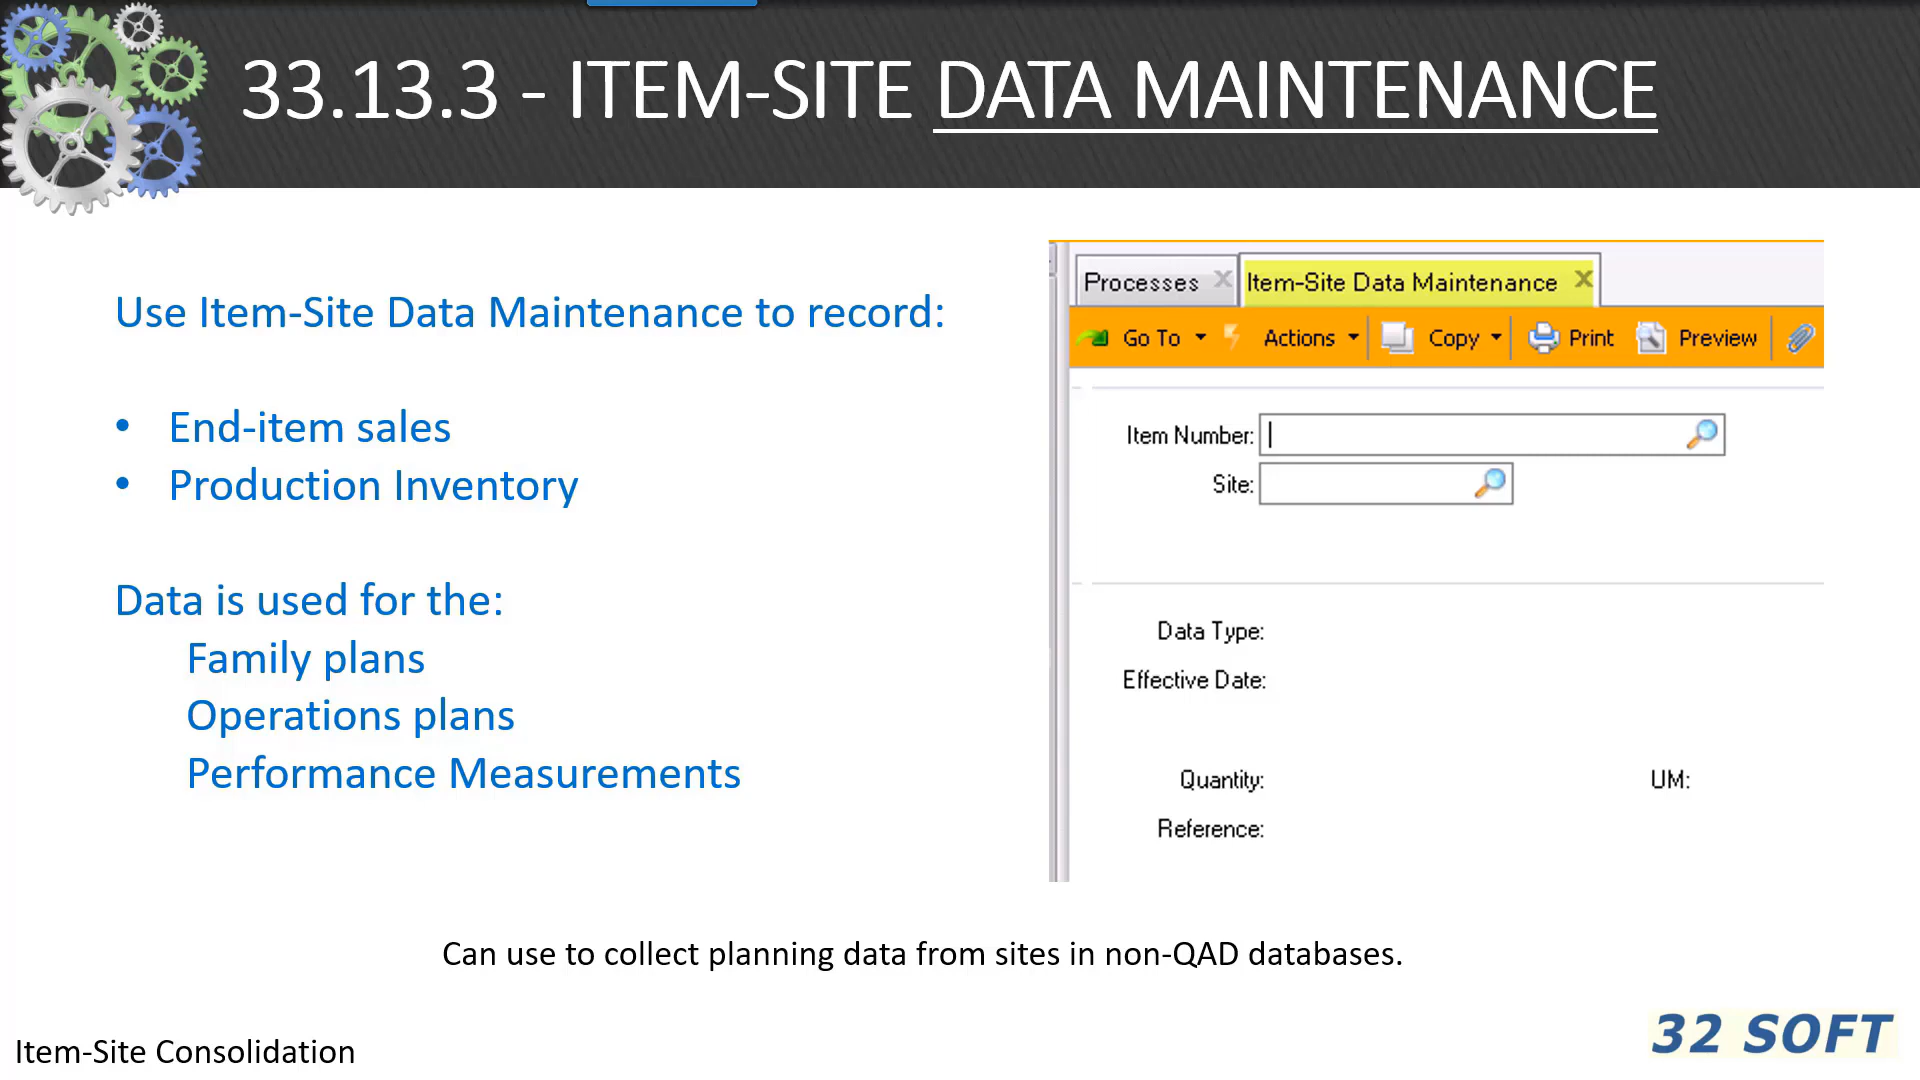 33.13.3 - ITEM-SITE DATA MAINTENANCE
Use Item-Site Data Maintenance to record:
• End-item sales
• Production Inventory
Data is used for the:
Family plans
Operations plans
Performance Measurements
Processes Item-Site Data Maintenance
Go To Actions Copy Print Preview
Item Number:
Site:
Data Type:
Effective Date:
Quantity: UM:
Reference:
Can use to collect planning data from sites in non-QAD databases.
Item-Site Consolidation
32 SOFT